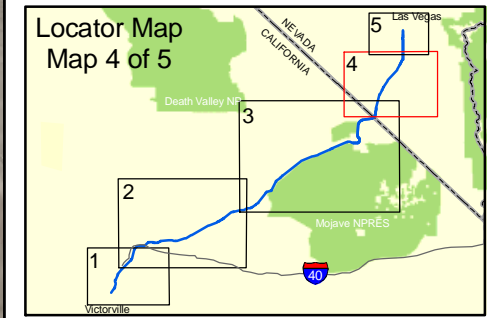 Locator Map
Map 4 of 5
NEVADA
CALIFORNIA
5
Las Vegas
4
Death Valley NP
3
2
Mojave NPRES
1
40
Victorville